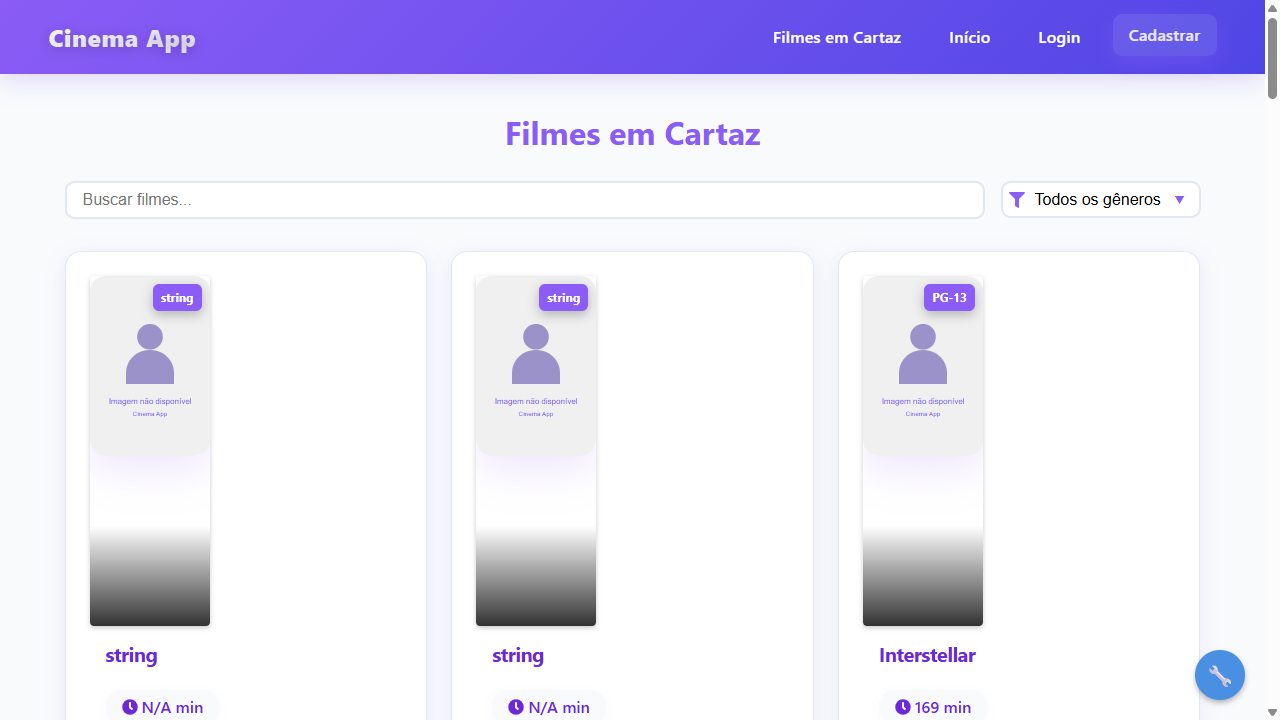 Cinema App
Filmes em Cartaz
Início
Login
Cadastrar
Filmes em Cartaz
Buscar filmes...
Todos os gêneros
string
Imagem não disponível
Cinema App
string
N/A min
string
Imagem não disponível
Cinema App
string
N/A min
PG-13
Imagem não disponível
Cinema App
Interstellar
169 min